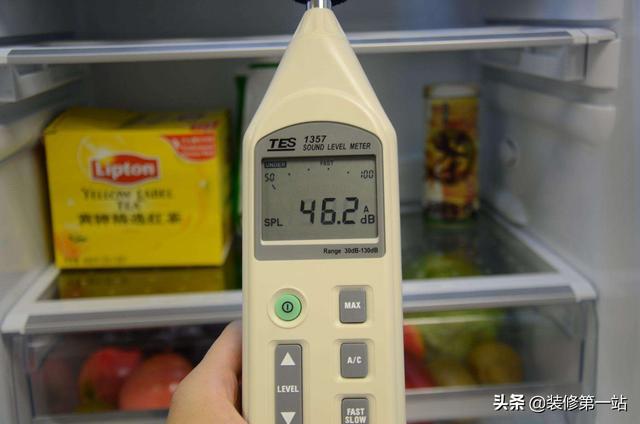 TES 1357
SOUND LEVEL METER
UNDER FAST
50 100
SPL 46.2 A dB
Range 30dB-130dB
MAX
A/C
LEVEL
FAST
SLOW
Lipton
YELLOW LABEL
TEA
黄牌精选红茶
头条 @装修第一站